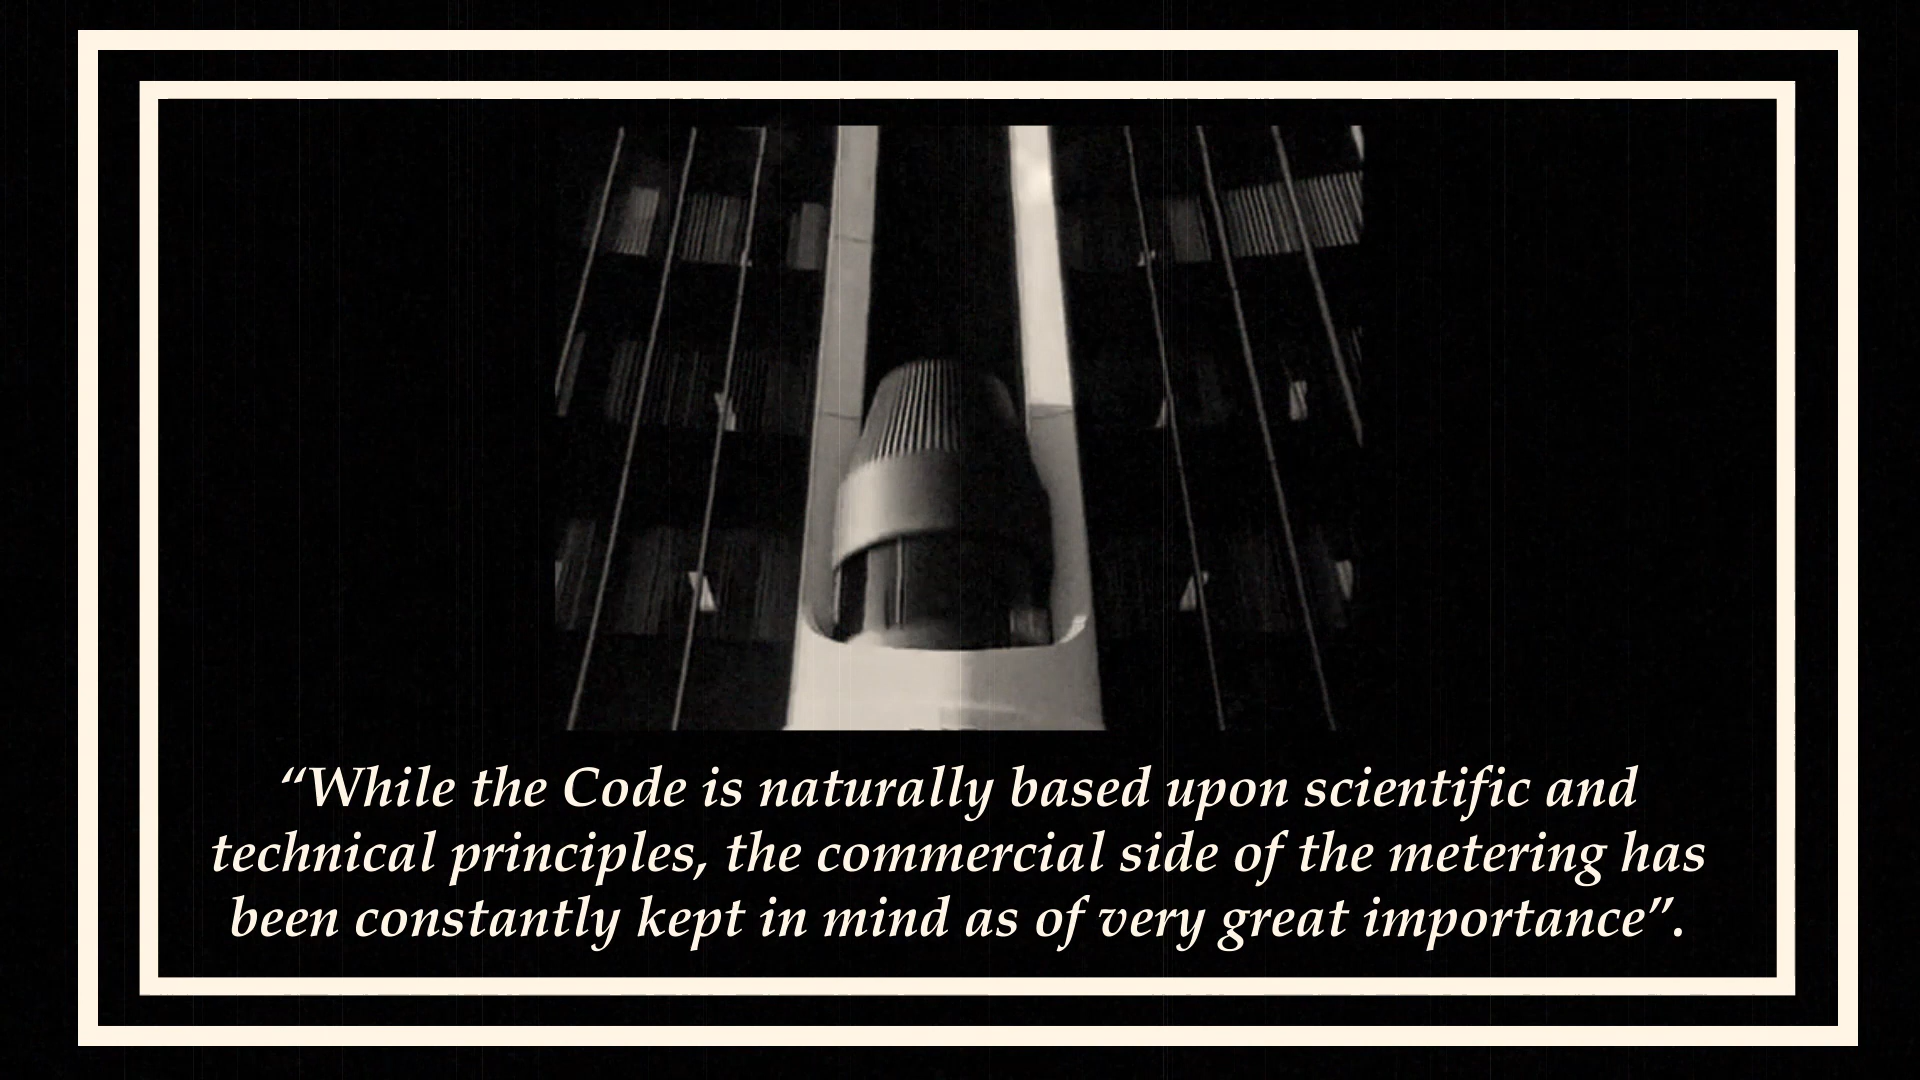 “While the Code is naturally based upon scientific and
technical principles, the commercial side of the metering has
been constantly kept in mind as of very great importance”.